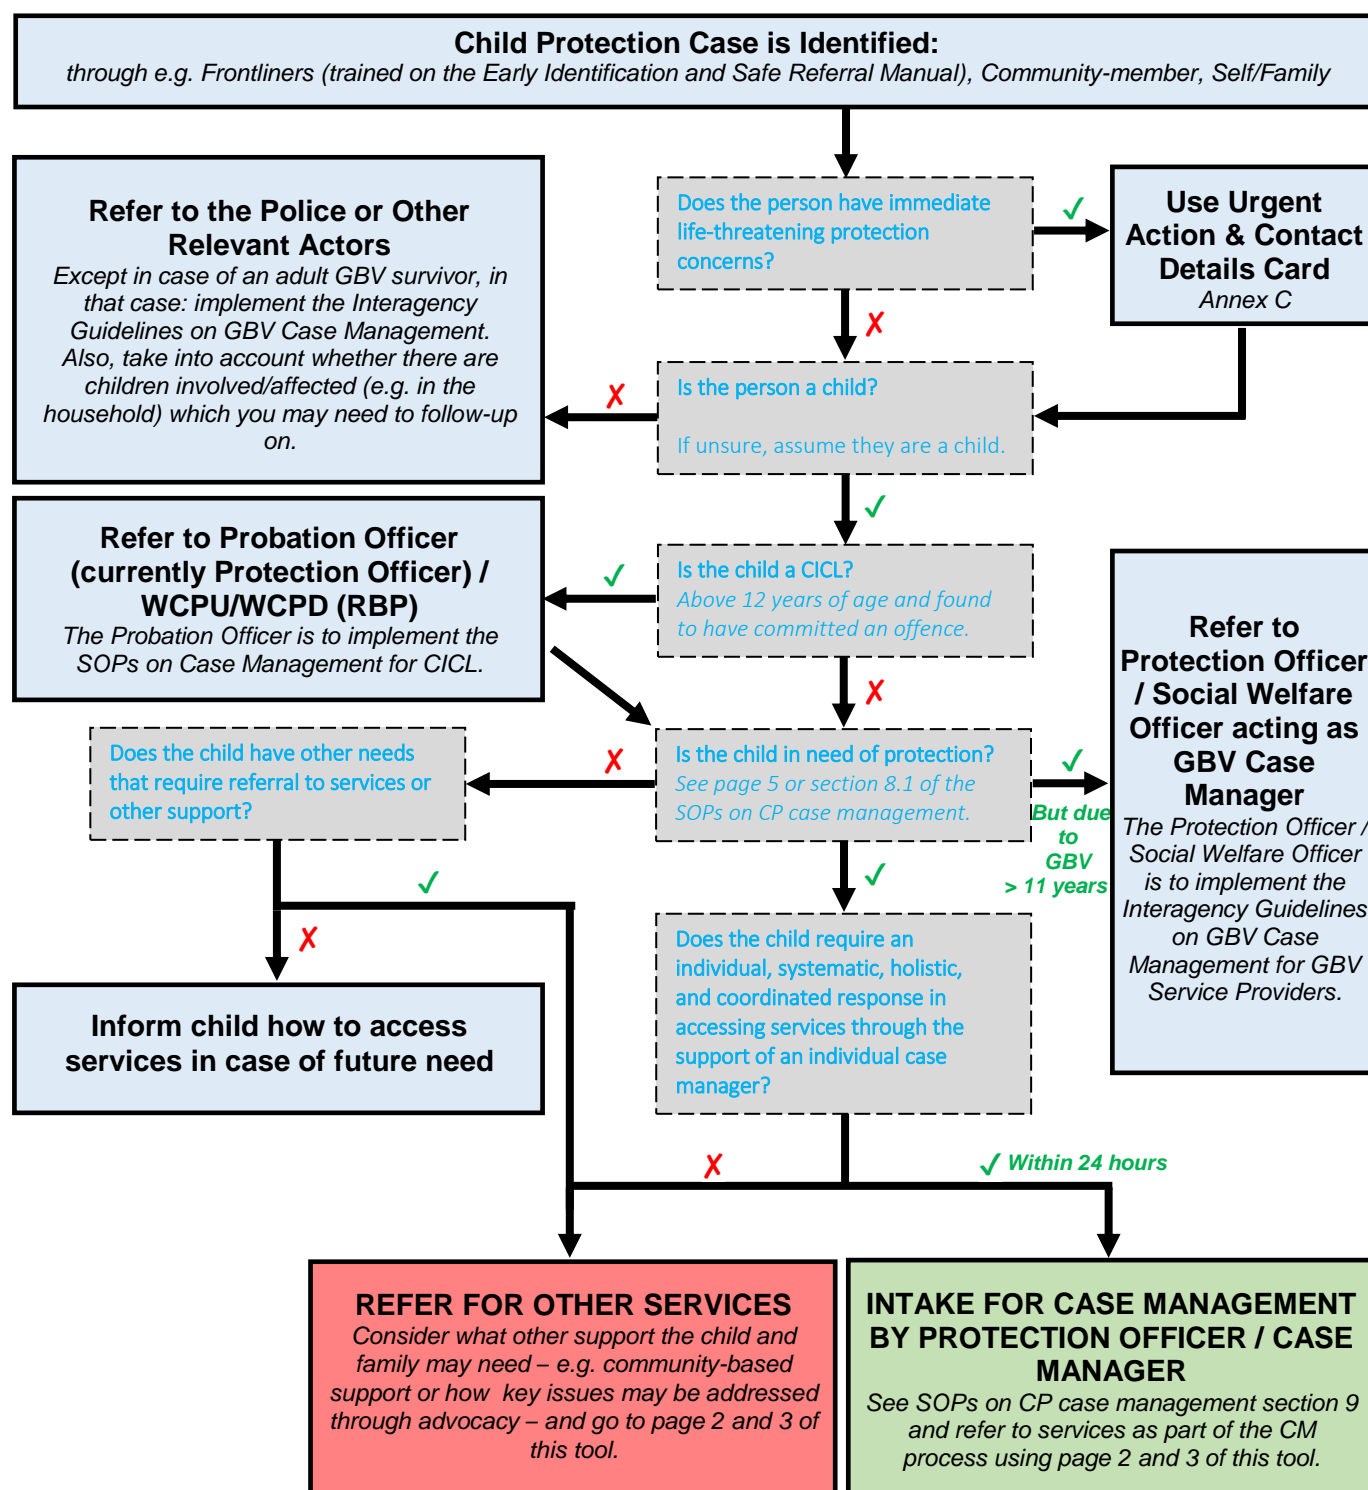 Child Protection Case is Identified:
through e.g. Frontliners (trained on the Early Identification and Safe Referral Manual), Community-member, Self/Family
Does the person have immediate
life-threatening protection
concerns?
✓
Use Urgent
Action & Contact
Details Card
Annex C
✗
Refer to the Police or Other
Relevant Actors
Except in case of an adult GBV survivor, in
that case: implement the Interagency
Guidelines on GBV Case Management.
Also, take into account whether there are
children involved/affected (e.g. in the
household) which you may need to follow-up
on.
✗
Is the person a child?
If unsure, assume they are a child.
✓
Refer to Probation Officer
(currently Protection Officer) /
WCPU/WCPD (RBP)
The Probation Officer is to implement the
SOPs on Case Management for CICL.
✓
Is the child a CICL?
Above 12 years of age and found
to have committed an offence.
✗
Refer to
Protection Officer
/ Social Welfare
Officer acting as
GBV Case
Manager
The Protection Officer /
Social Welfare Officer
is to implement the
Interagency Guidelines
on GBV Case
Management for GBV
Service Providers.
Does the child have other needs
that require referral to services or
other support?
✗
Is the child in need of protection?
See page 5 or section 8.1 of the
SOPs on CP case management.
✓
But due
to
GBV
> 11 years
✓
✓
✗
Inform child how to access
services in case of future need
Does the child require an
individual, systematic, holistic,
and coordinated response in
accessing services through the
support of an individual case
manager?
✗
✓ Within 24 hours
REFER FOR OTHER SERVICES
Consider what other support the child and
family may need – e.g. community-based
support or how key issues may be addressed
through advocacy – and go to page 2 and 3 of
this tool.
INTAKE FOR CASE MANAGEMENT
BY PROTECTION OFFICER / CASE
MANAGER
See SOPs on CP case management section 9
and refer to services as part of the CM
process using page 2 and 3 of this tool.